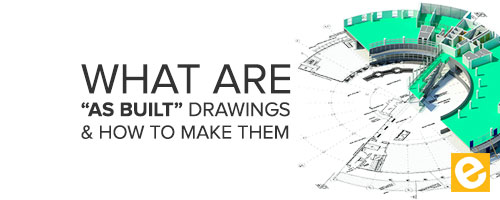 WHAT ARE
“AS BUILT” DRAWINGS
& HOW TO MAKE THEM
e